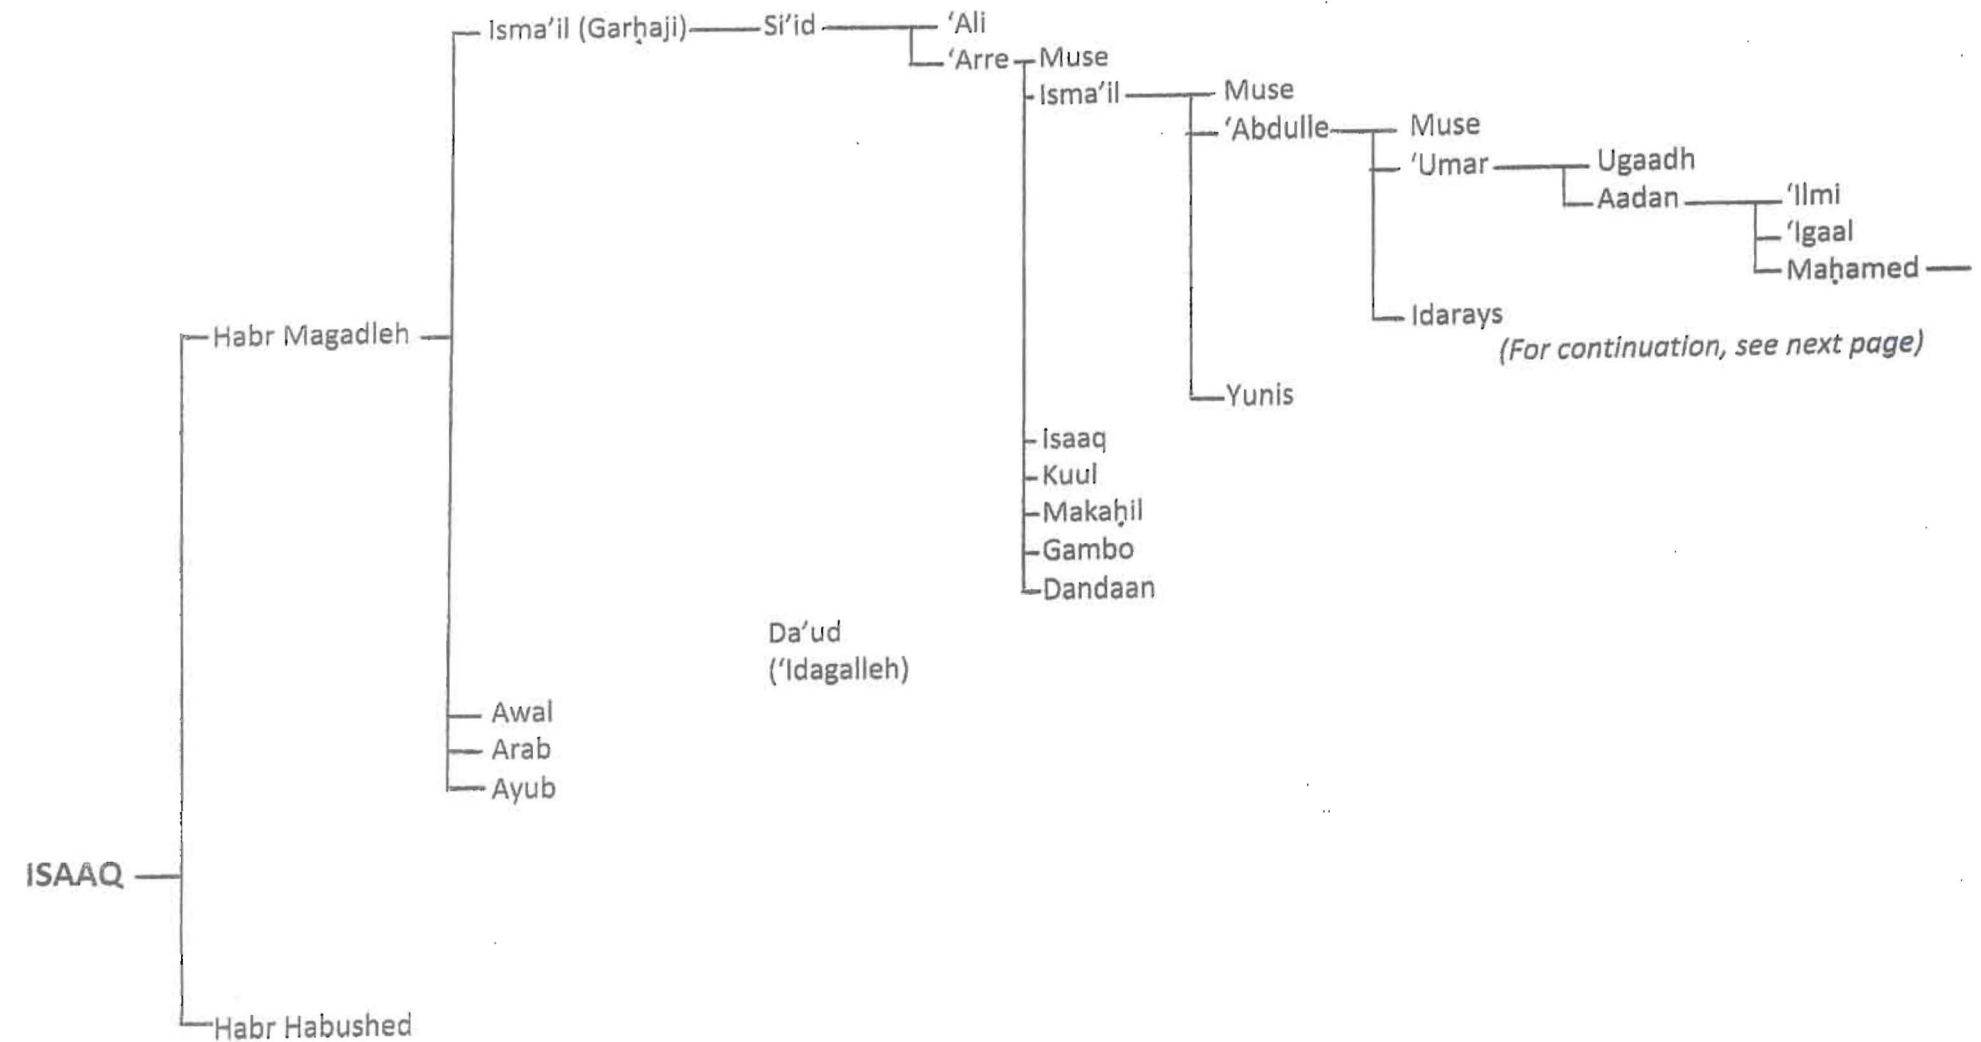 Isma’il (Garḥaji)
Si’id
‘Ali
‘Arre
Muse
Isma’il
Muse
‘Abdulle
Muse
‘Umar
Ugaadh
Aadan
‘Ilmi
‘Igaal
Maḥamed
Idarays
(For continuation, see next page)
Habr Magadleh
Yunis
Isaaq
Kuul
Makaḥil
Gambo
Dandaan
Da’ud
(‘Idagalleh)
Awal
Arab
Ayub
ISAAQ
Habr Habushed